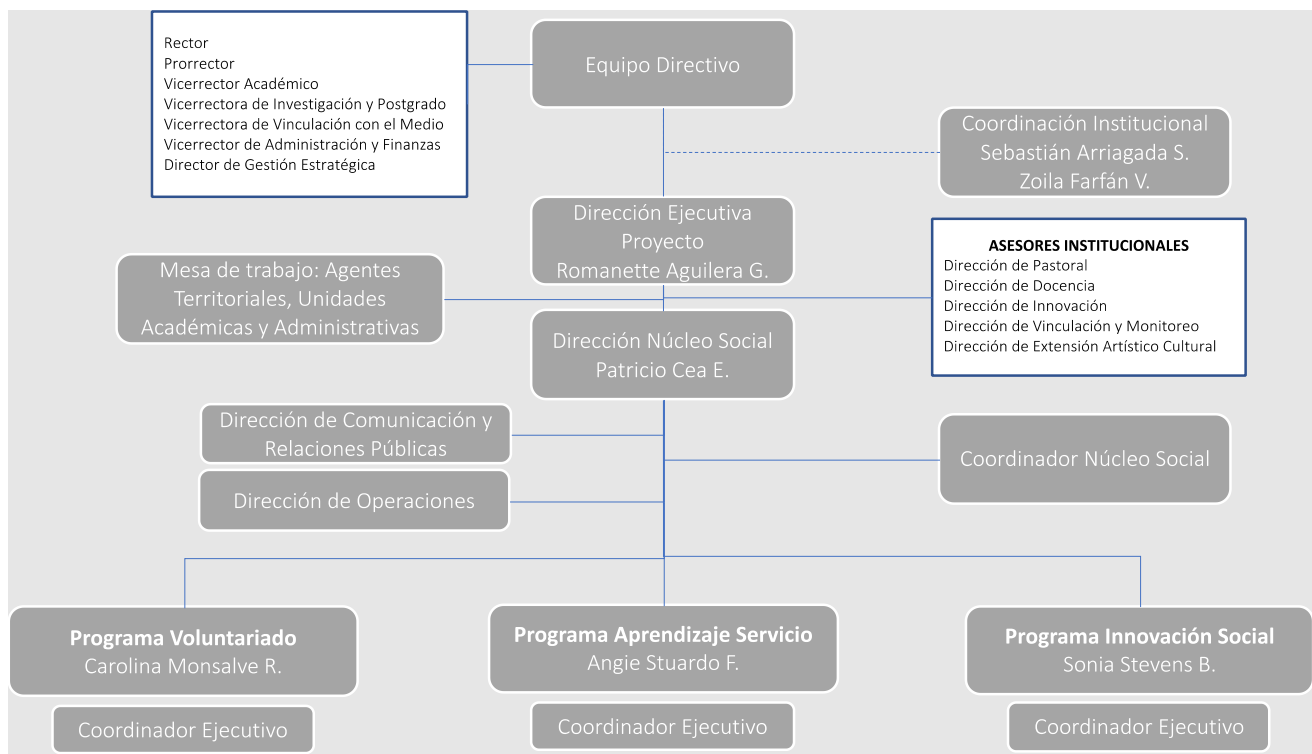 Rector
Prorrector
Vicerrector Académico
Vicerrectora de Investigación y Postgrado
Vicerrectora de Vinculación con el Medio
Vicerrector de Administración y Finanzas
Director de Gestión Estratégica
Equipo Directivo
Coordinación Institucional
Sebastián Arriagada S.
Zoila Farfán V.
Dirección Ejecutiva
Proyecto
Romanette Aguilera G.
Mesa de trabajo: Agentes
Territoriales, Unidades
Académicas y Administrativas
ASESORES INSTITUCIONALES
Dirección de Pastoral
Dirección de Docencia
Dirección de Innovación
Dirección de Vinculación y Monitoreo
Dirección de Extensión Artístico Cultural
Dirección Núcleo Social
Patricio Cea E.
Dirección de Comunicación y
Relaciones Públicas
Coordinador Núcleo Social
Dirección de Operaciones
Programa Voluntariado
Carolina Monsalve R.
Programa Aprendizaje Servicio
Angie Stuardo F.
Programa Innovación Social
Sonia Stevens B.
Coordinador Ejecutivo
Coordinador Ejecutivo
Coordinador Ejecutivo